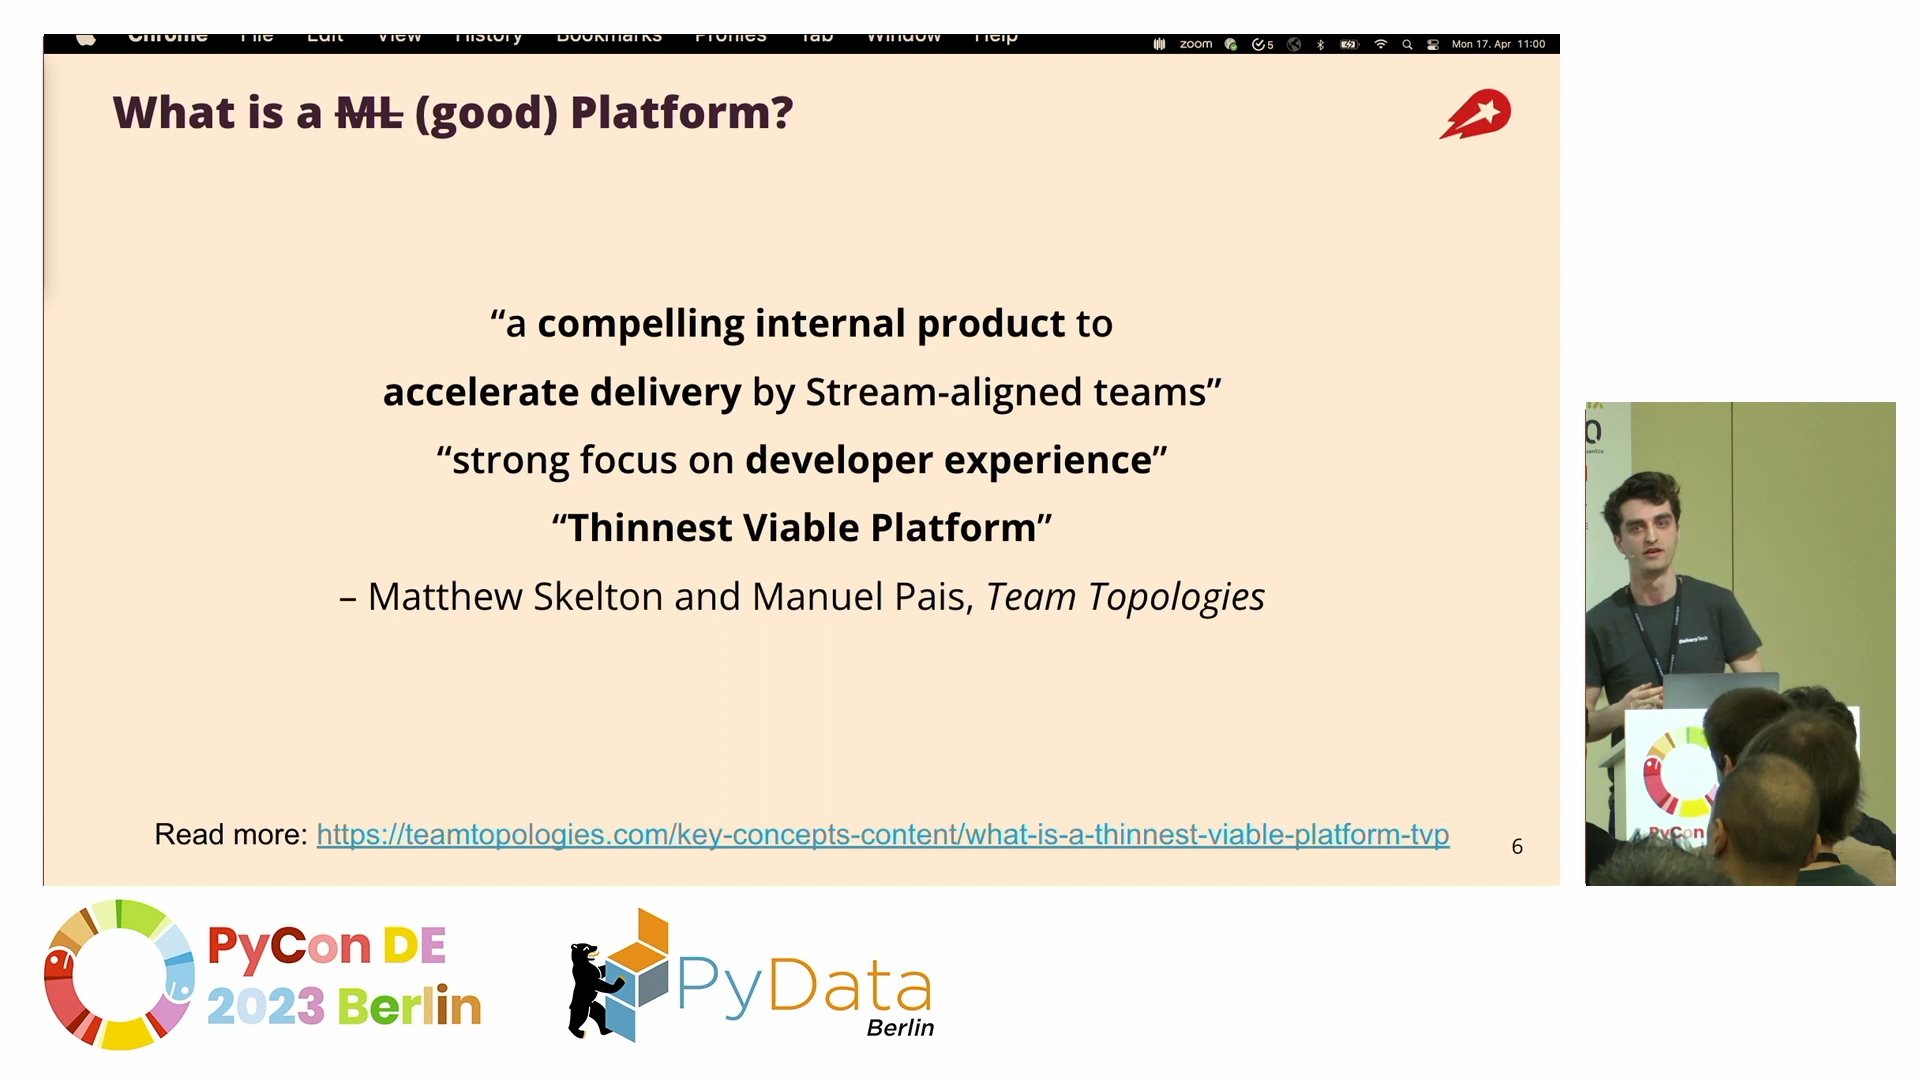 Chrome File Edit View History Bookmarks Profiles Tab Window Help
zoom 5 Mon 17. Apr 11:00
What is a ML (good) Platform?
“a compelling internal product to
accelerate delivery by Stream-aligned teams”
“strong focus on developer experience”
“Thinnest Viable Platform”
– Matthew Skelton and Manuel Pais, Team Topologies
Read more: https://teamtopologies.com/key-concepts-content/what-is-a-thinnest-viable-platform-tvp
6
PyCon
PyCon DE
2023 Berlin
PyData
Berlin